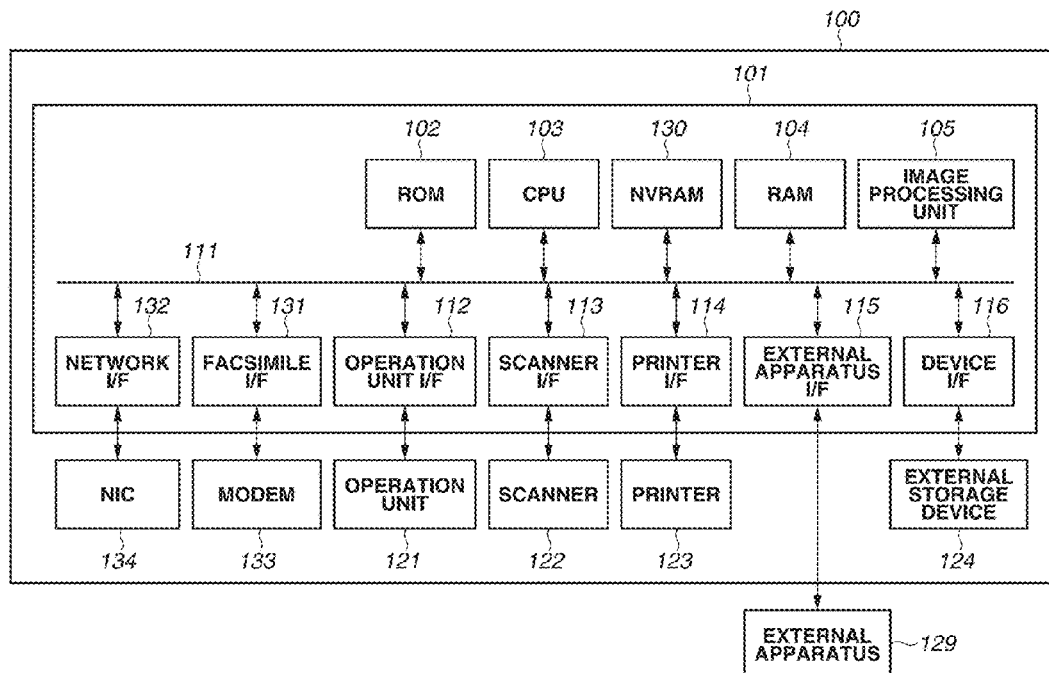 100
101
102
103
130
104
105
ROM
CPU
NVRAM
RAM
IMAGE
PROCESSING
UNIT
111
132
131
112
113
114
115
116
NETWORK
I/F
FACSIMILE
I/F
OPERATION
UNIT I/F
SCANNER
I/F
PRINTER
I/F
EXTERNAL
APPARATUS
I/F
DEVICE
I/F
NIC
MODEM
OPERATION
UNIT
SCANNER
PRINTER
EXTERNAL
STORAGE
DEVICE
134
133
121
122
123
124
EXTERNAL
APPARATUS
129